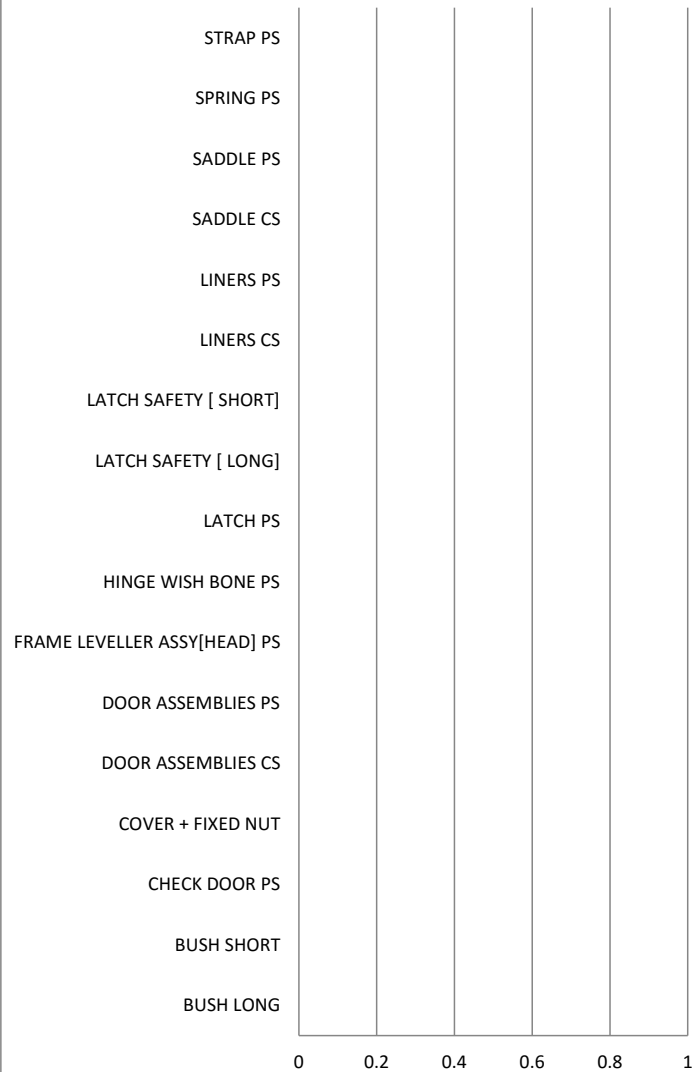 STRAP PS
SPRING PS
SADDLE PS
SADDLE CS
LINERS PS
LINERS CS
LATCH SAFETY [ SHORT]
LATCH SAFETY [ LONG]
LATCH PS
HINGE WISH BONE PS
FRAME LEVELLER ASSY[HEAD] PS
DOOR ASSEMBLIES PS
DOOR ASSEMBLIES CS
COVER + FIXED NUT
CHECK DOOR PS
BUSH SHORT
BUSH LONG
0 0.2 0.4 0.6 0.8 1